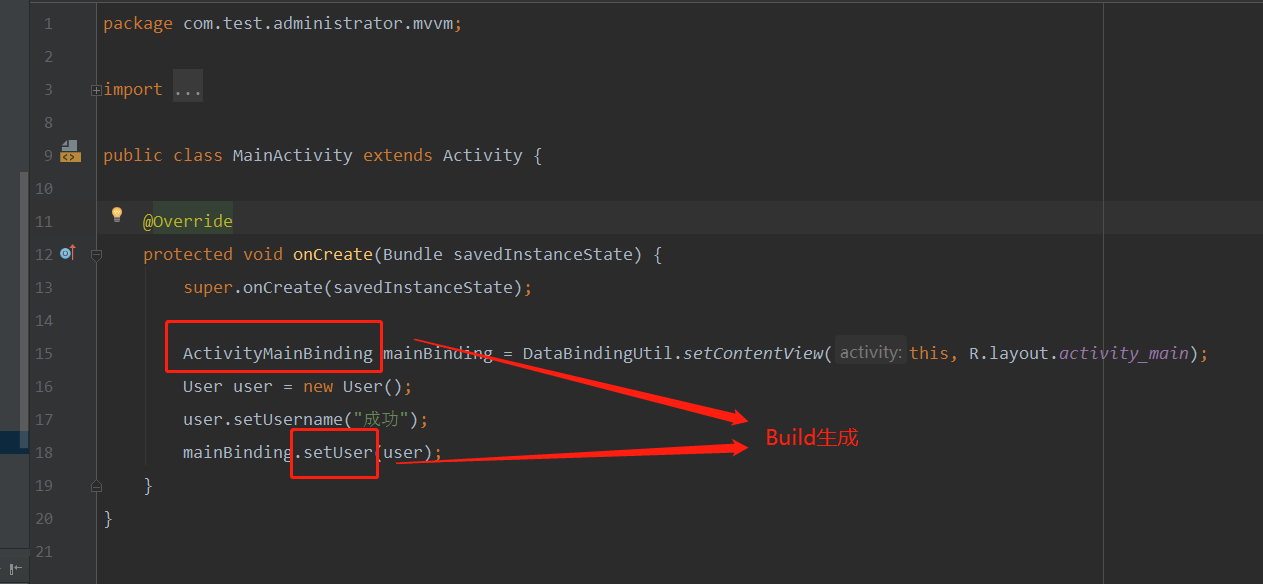 1 package com.test.administrator.mvvm;
2
3 import ...
8
9 public class MainActivity extends Activity {
10
11 @Override
12 protected void onCreate(Bundle savedInstanceState) {
13 super.onCreate(savedInstanceState);
14
15 ActivityMainBinding mainBinding = DataBindingUtil.setContentView( activity: this, R.layout.activity_main);
16 User user = new User();
17 user.setUsername("成功");
Build生成
18 mainBinding.setUser(user);
19 }
20 }
21